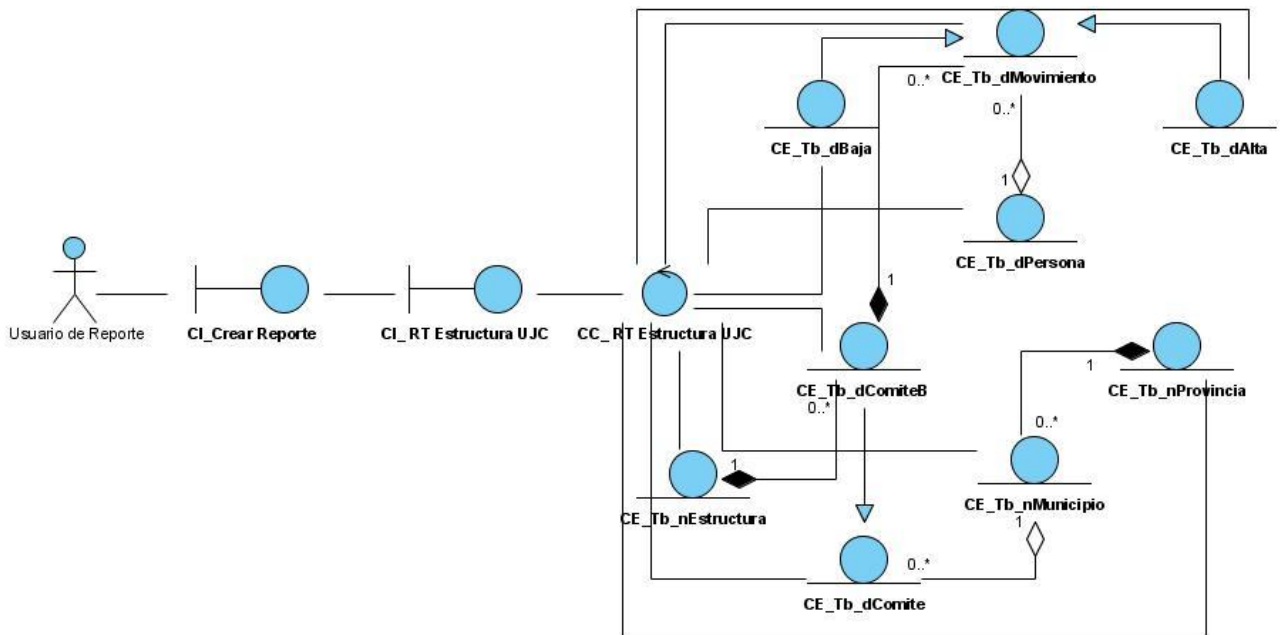 CE_Tb_dMovimiento
0..*
0..*
CE_Tb_dBaja
CE_Tb_dAlta
1
CE_Tb_dPersona
1
Usuario de Reporte
CI_Crear Reporte
CI_RT Estructura UJC
CC_RT Estructura UJC
1
CE_Tb_dComiteB
CE_Tb_nProvincia
0..*
0..*
1
CE_Tb_nEstructura
CE_Tb_nMunicipio
1
0..*
CE_Tb_dComite